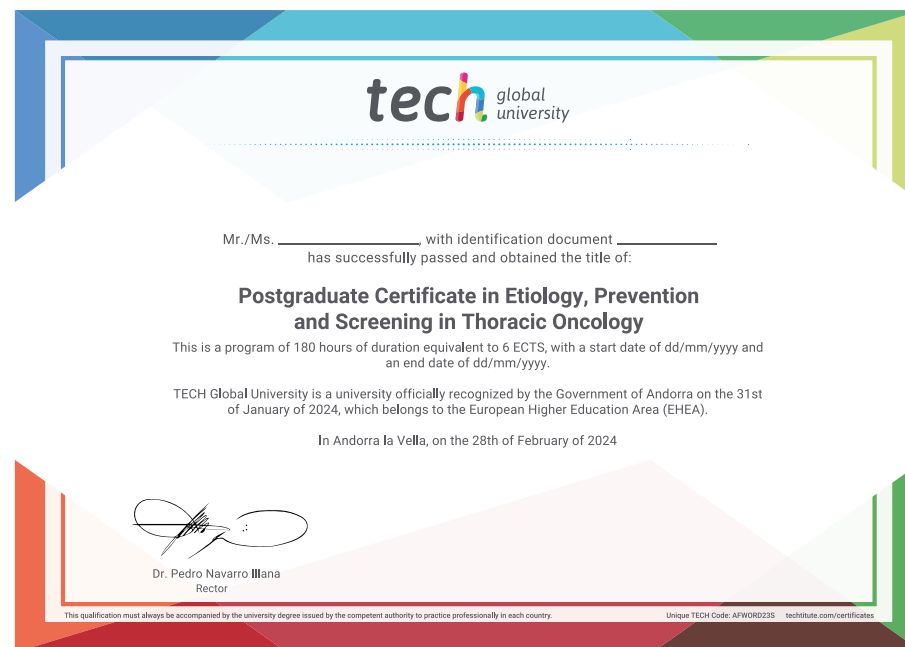 tech global university
Mr./Ms. ________________, with identification document ____________
has successfully passed and obtained the title of:
Postgraduate Certificate in Etiology, Prevention
and Screening in Thoracic Oncology
This is a program of 180 hours of duration equivalent to 6 ECTS, with a start date of dd/mm/yyyy and
an end date of dd/mm/yyyy.
TECH Global University is a university officially recognized by the Government of Andorra on the 31st
of January of 2024, which belongs to the European Higher Education Area (EHEA).
In Andorra la Vella, on the 28th of February of 2024
Dr. Pedro Navarro Illana
Rector
This qualification must always be accompanied by the university degree issued by the competent authority to practice professionally in each country.
Unique TECH Code: AFWORD23S techtitute.com/certificates